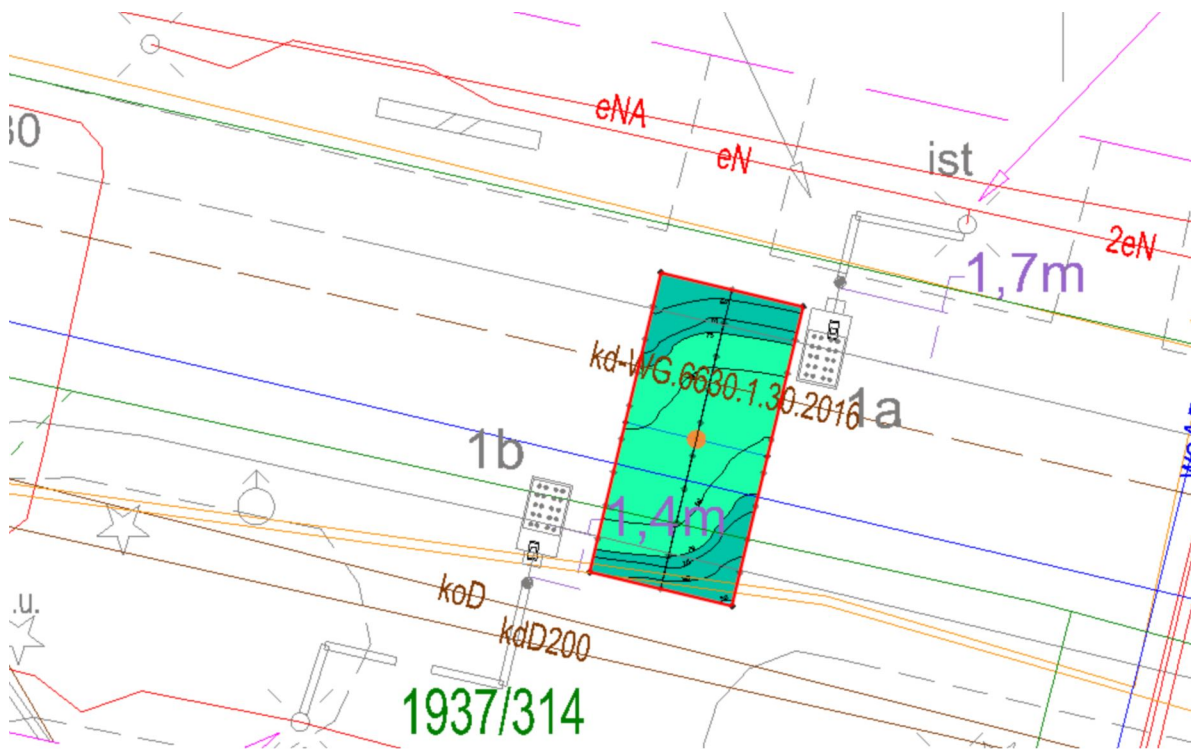 eNA
30
eN
ist
2eN
1,7m
kd-WG.6630.1.30.2016
1a
1b
1,4m
koD
.u.
kdD200
1937/314